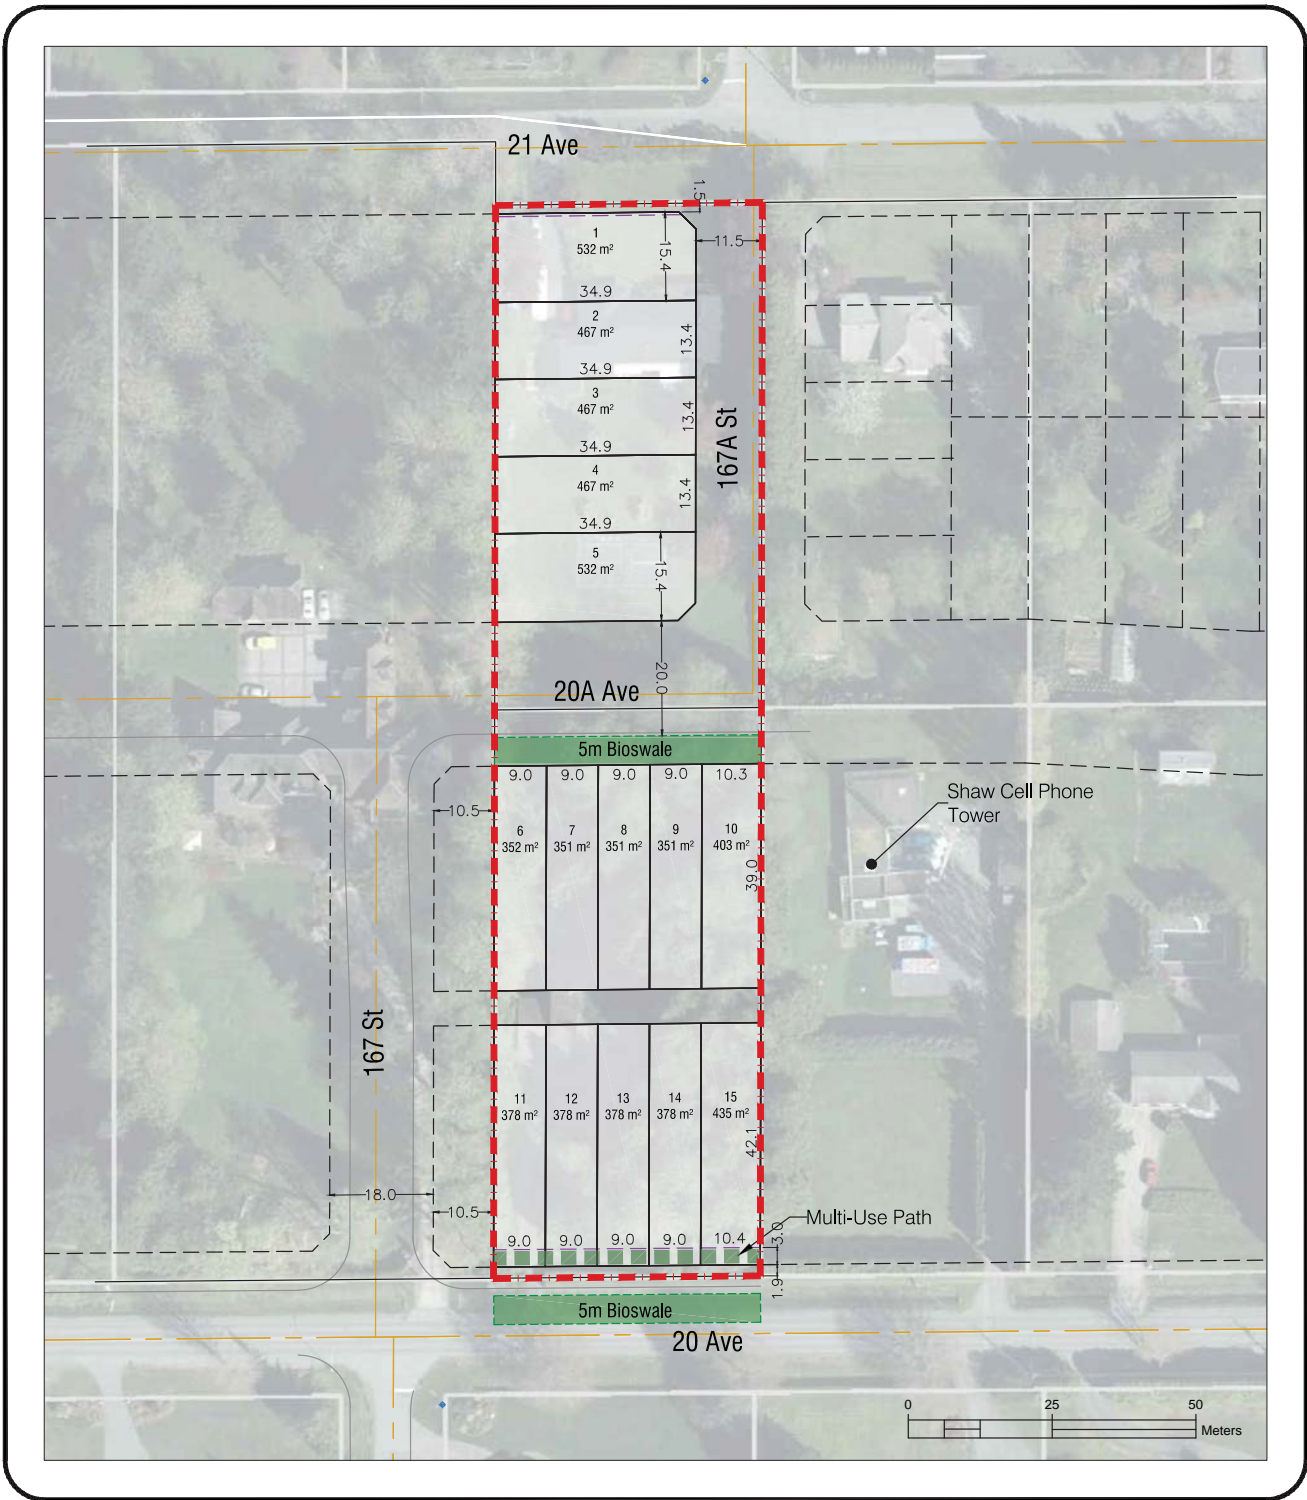 21 Ave
1.5
1
532 m²
15.4
11.5
34.9
2
467 m²
13.4
34.9
3
467 m²
13.4
34.9
167A St
4
467 m²
13.4
34.9
5
532 m²
15.4
20.0
20A Ave
5m Bioswale
9.0 9.0 9.0 9.0 10.3
10.5
Shaw Cell Phone
Tower
6 7 8 9 10
352 m² 351 m² 351 m² 351 m² 403 m²
39.0
167 St
11 12 13 14 15
378 m² 378 m² 378 m² 378 m² 435 m²
42.1
18.0
10.5
9.0 9.0 9.0 9.0 10.4
Multi-Use Path
3.0
1.9
5m Bioswale
20 Ave
0 25 50
Meters